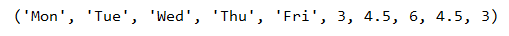 ('Mon', 'Tue', 'Wed', 'Thu', 'Fri', 3, 4.5, 6, 4.5, 3)